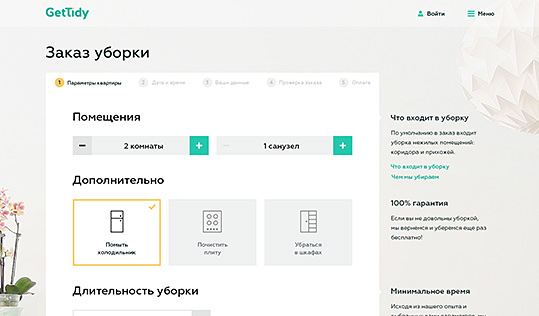 GetTidy
Войти
Меню
Заказ уборки
1 Параметры квартиры
2 Дата и время
3 Ваши данные
4 Проверка заказа
5 Оплата
Помещения
− 2 комнаты +
− 1 санузел +
Дополнительно
Помыть
холодильник
Почистить
плиту
Убраться
в шкафах
Длительность уборки
Что входит в уборку
По умолчанию в заказ входит
уборка нежилых помещений:
коридора и прихожей.
Что входит в уборку
Чем мы убираем
100% гарантия
Если вы не довольны уборкой,
мы вернемся и уберемся еще раз
бесплатно!
Минимальное время
Исходя из нашего опыта и